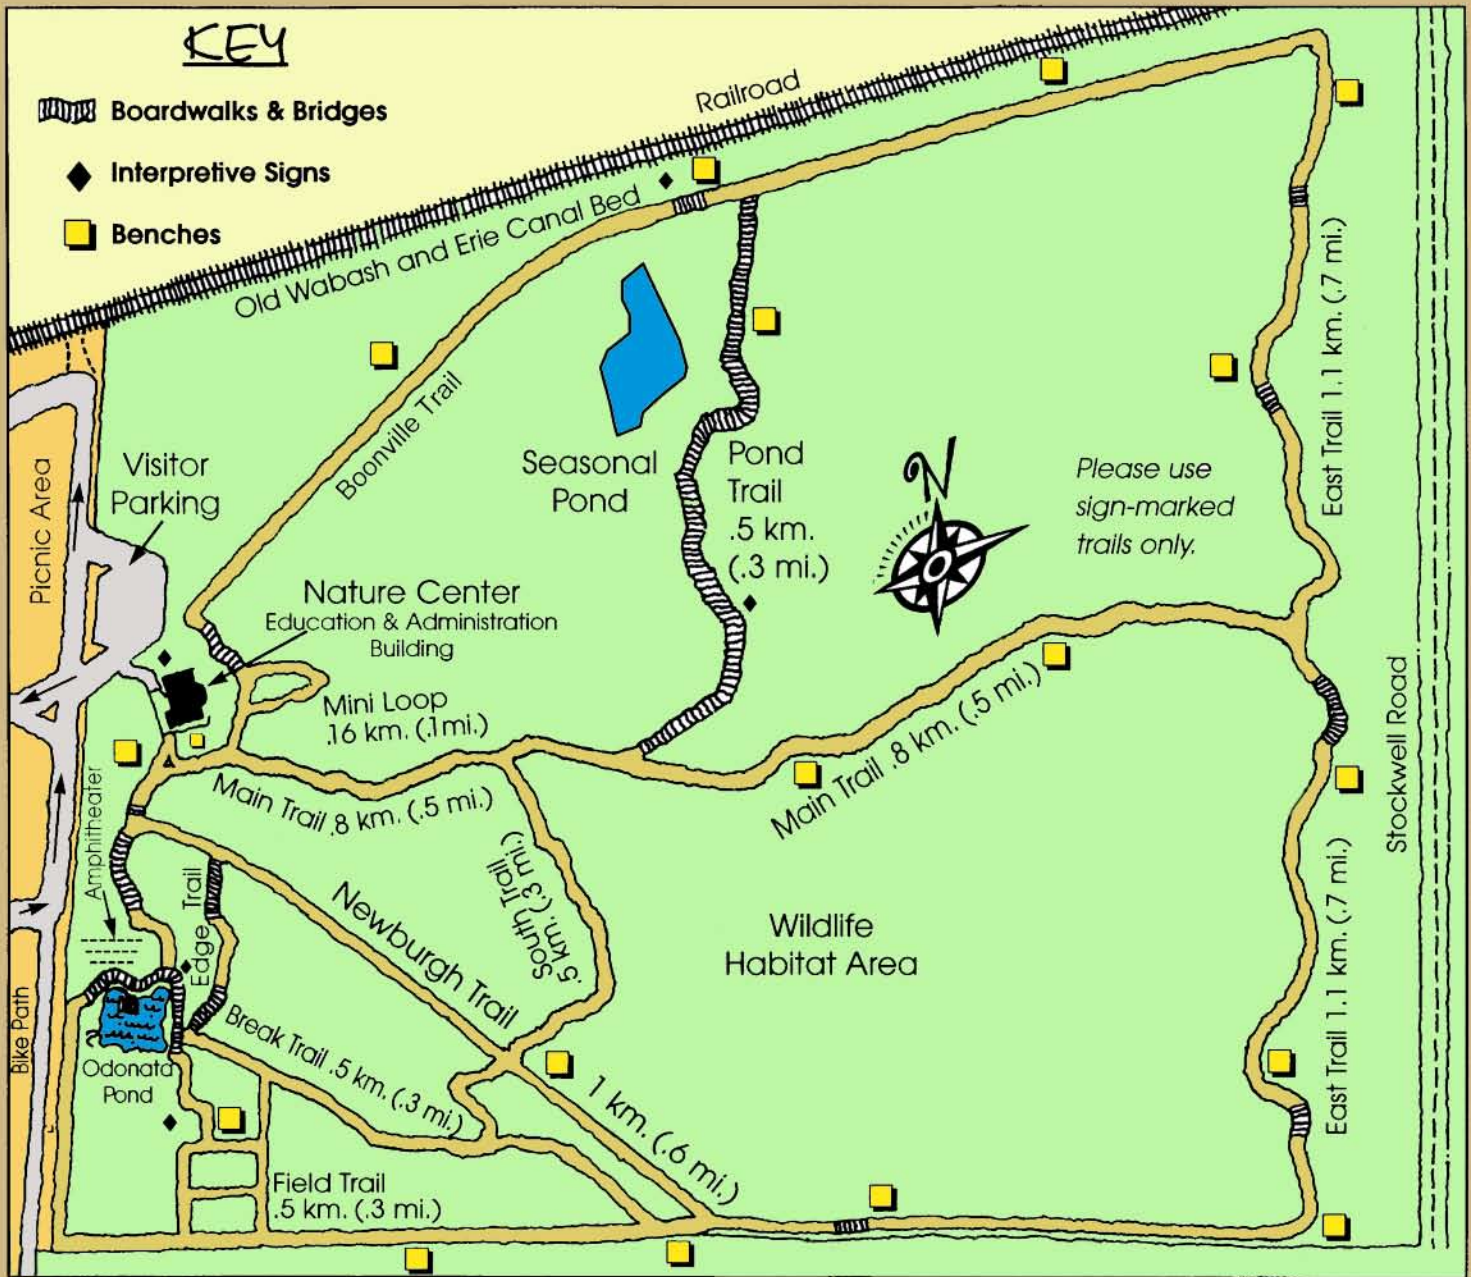 KEY
Boardwalks & Bridges
Interpretive Signs
Benches
Railroad
Old Wabash and Erie Canal Bed
Boonville Trail
Visitor
Parking
Picnic Area
Seasonal
Pond
Pond
Trail
.5 km.
(.3 mi.)
N
Please use
sign-marked
trails only.
East Trail 1.1 km. (.7 mi.)
Nature Center
Education & Administration
Building
Mini Loop
.16 km. (.1mi.)
Main Trail .8 km. (.5 mi.)
Main Trail .8 km. (.5 mi.)
Stockwell Road
Amphitheater
Edge Trail
Newburgh Trail
1 km. (.6 mi.)
South Trail
.5 km. (.3 mi.)
Wildlife
Habitat Area
East Trail 1.1 km. (.7 mi.)
Bike Path
Odonata
Pond
Break Trail .5 km. (.3 mi.)
Field Trail
.5 km. (.3 mi.)